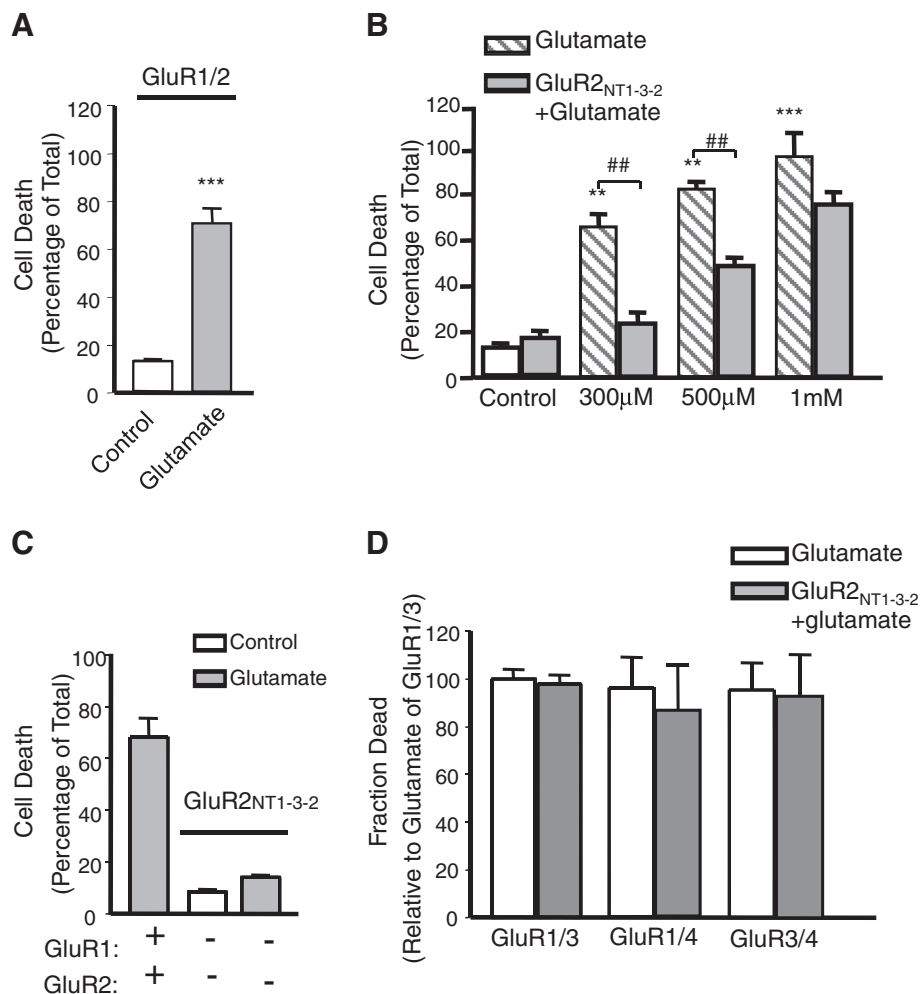 A
GluR1/2
Cell Death
(Percentage of Total)
120
100
80
60
40
20
0
***
Control
Glutamate
B
Glutamate
GluR2NT1-3-2
+Glutamate
Cell Death
(Percentage of Total)
120
100
80
60
40
20
0
** ##
** ##
***
Control 300μM 500μM 1mM
C
Control
Glutamate
Cell Death
(Percentage of Total)
100
80
60
40
20
0
GluR2NT1-3-2
GluR1: + - -
GluR2: + - -
D
Glutamate
GluR2NT1-3-2
+glutamate
Fraction Dead
(Relative to Glutamate of GluR1/3)
120
100
80
60
40
20
0
GluR1/3 GluR1/4 GluR3/4